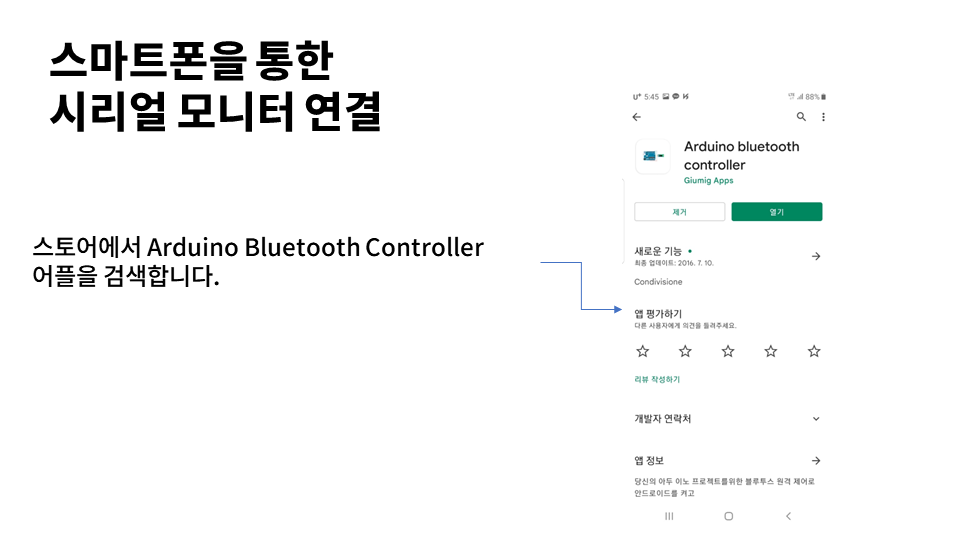 스마트폰을 통한
시리얼 모니터 연결
스토어에서 Arduino Bluetooth Controller
어플을 검색합니다.
U+ 5:45
88%
Arduino bluetooth
controller
Giumig Apps
제거
열기
새로운 기능
최종 업데이트: 2016. 7. 10.
Condivisione
앱 평가하기
다른 사용자에게 의견을 들려주세요.
리뷰 작성하기
개발자 연락처
앱 정보
당신의 아두 이노 프로젝트를위한 블루투스 원격 제어로
안드로이드를 켜고